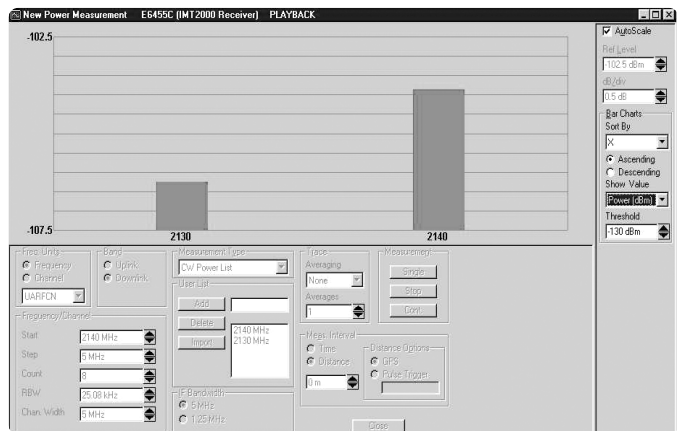 New Power Measurement E6455C (IMT2000 Receiver) PLAYBACK
-102.5
-107.5
2130
2140
AutoScale
Ref Level
-102.5 dBm
dB/div
0.5 dB
Bar Charts
Sort By
X
Ascending
Descending
Show Value
Power (dBm)
Threshold
-130 dBm
Freq. Units
Frequency
Channel
UARFCN
Band
Uplink
Downlink
Frequency/Channel
Start
2140 MHz
Step
5 MHz
Count
8
RBW
25.08 kHz
Chan. Width
5 MHz
Measurement Type
CW Power List
User List
Add
Delete
Import
2140 MHz
2130 MHz
IF Bandwidth
5 MHz
1.25 MHz
Trace
Averaging
None
Averages
1
Measurement
Single
Stop
Cont.
Meas. Interval
Time
Distance
0 m
Distance Options
GPS
Pulse Trigger
Close